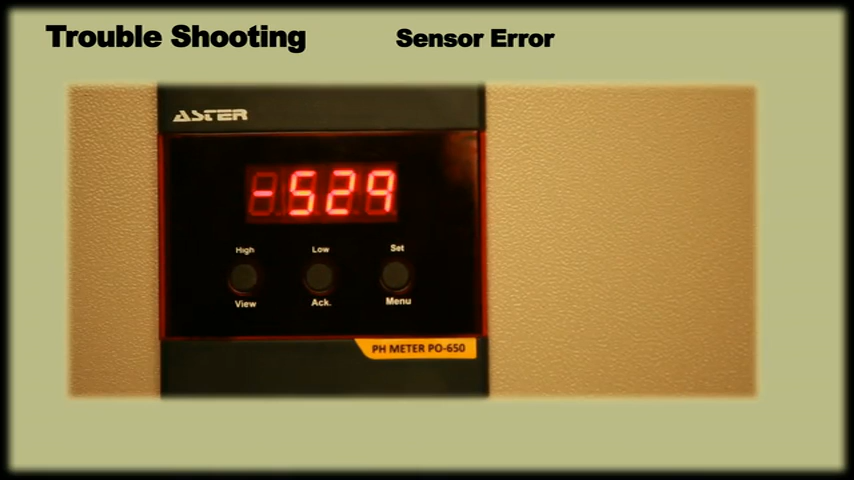 Trouble Shooting Sensor Error
ASTER
-529
High Low Set
View Ack. Menu
PH METER PO-650